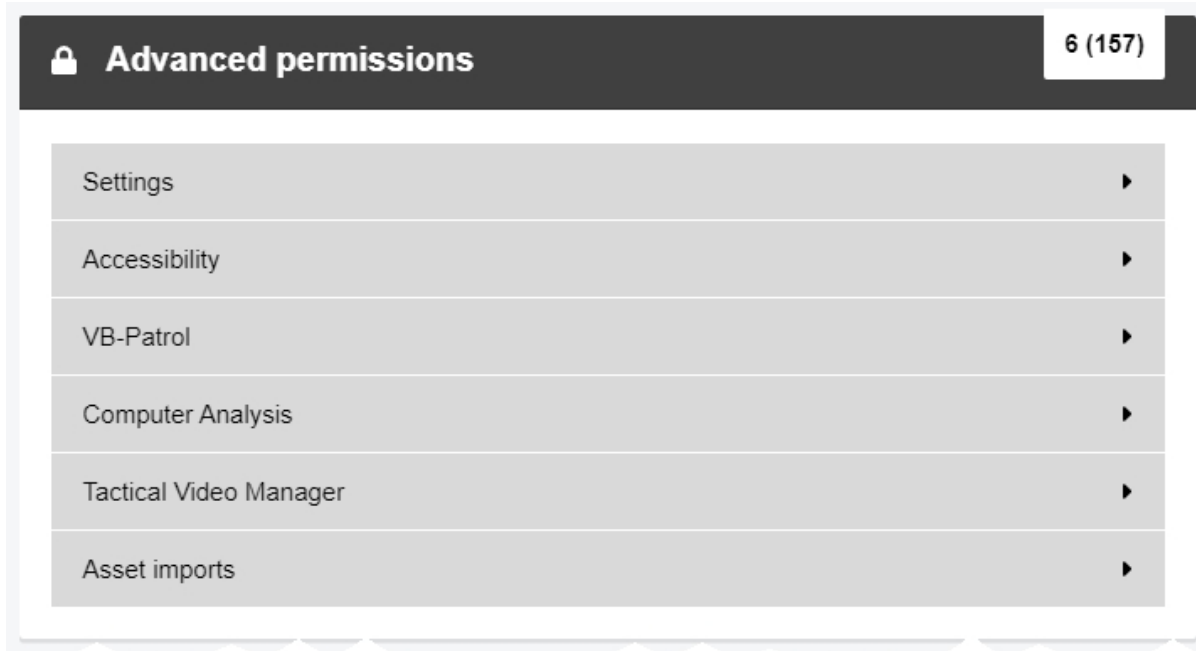 Advanced permissions
6 (157)
Settings
Accessibility
VB-Patrol
Computer Analysis
Tactical Video Manager
Asset imports